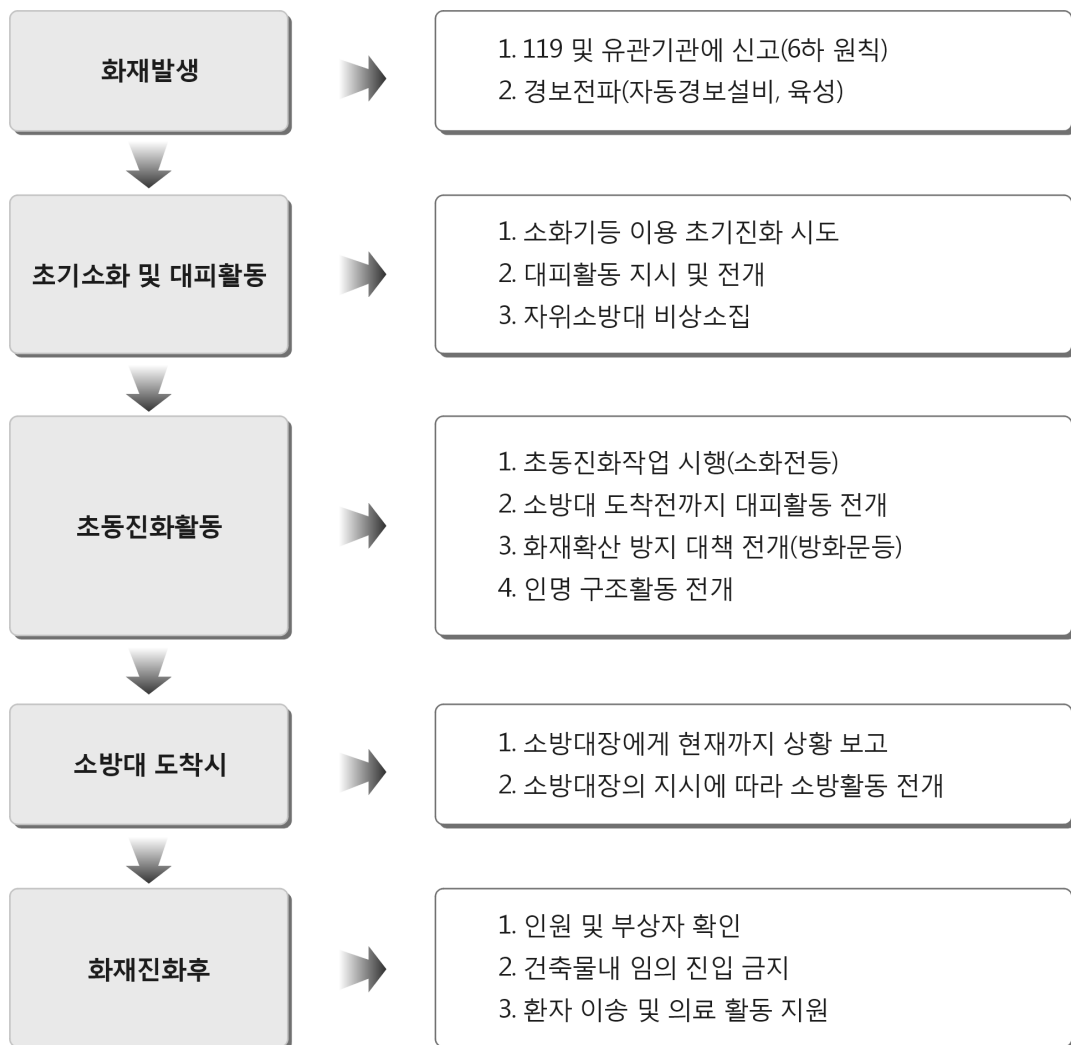 화재발생
1. 119 및 유관기관에 신고(6하 원칙)
2. 경보전파(자동경보설비, 육성)
초기소화 및 대피활동
1. 소화기등 이용 초기진화 시도
2. 대피활동 지시 및 전개
3. 자위소방대 비상소집
초동진화활동
1. 초동진화작업 시행(소화전등)
2. 소방대 도착전까지 대피활동 전개
3. 화재확산 방지 대책 전개(방화문등)
4. 인명 구조활동 전개
소방대 도착시
1. 소방대장에게 현재까지 상황 보고
2. 소방대장의 지시에 따라 소방활동 전개
화재진화후
1. 인원 및 부상자 확인
2. 건축물내 임의 진입 금지
3. 환자 이송 및 의료 활동 지원